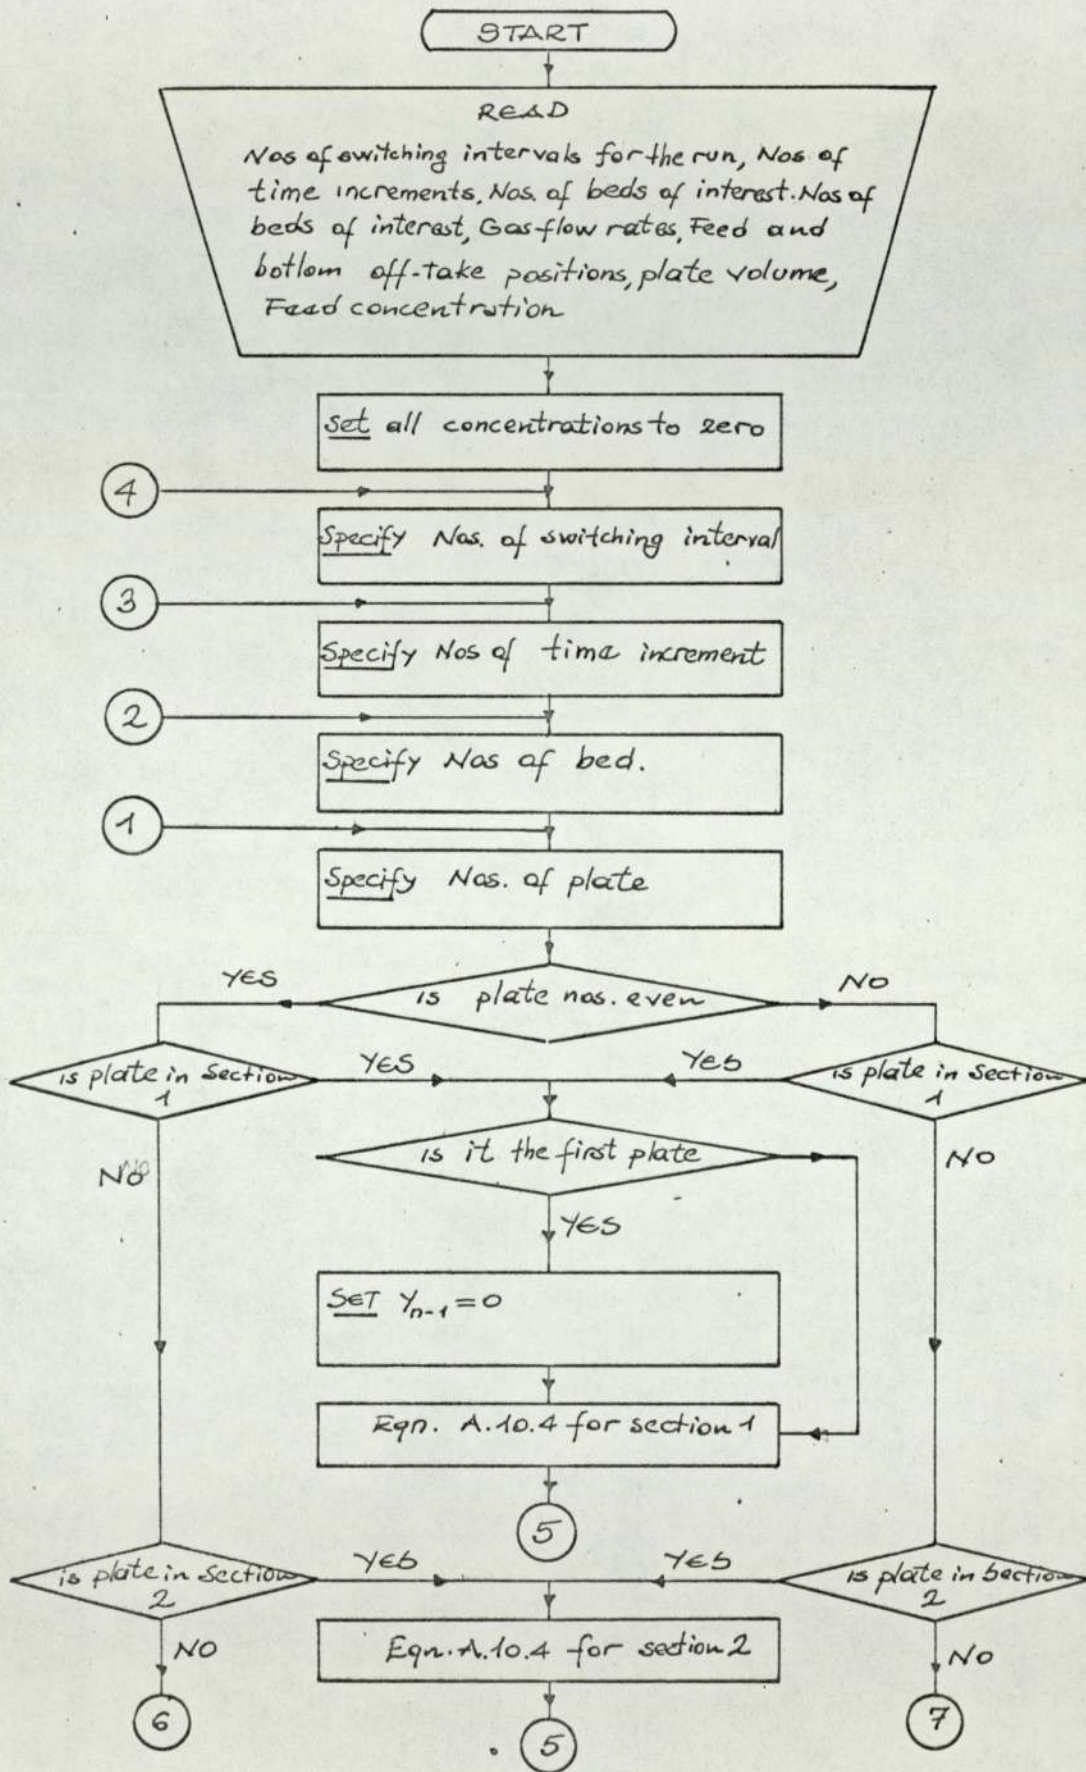 START
READ
Nos of switching intervals for the run, Nos of
time increments, Nos. of beds of interest. Nos of
beds of interest, Gas flow rates, Feed and
botlom off-take positions, plate volume,
Feed concentration
Set all concentrations to zero
4
Specify Nos. of switching interval
3
Specify Nos of time increment
2
Specify Nos of bed.
1
Specify Nos. of plate
YES
is plate nos. even
NO
is plate in section
1
YES
YES
is plate in section
1
is it the first plate
NO
NO
YES
SET Yn-1 = 0
Eqn. A.10.4 for section 1
5
is plate in section
2
YES
YES
is plate in section
2
NO
Eqn. A.10.4 for section 2
NO
6
5
7